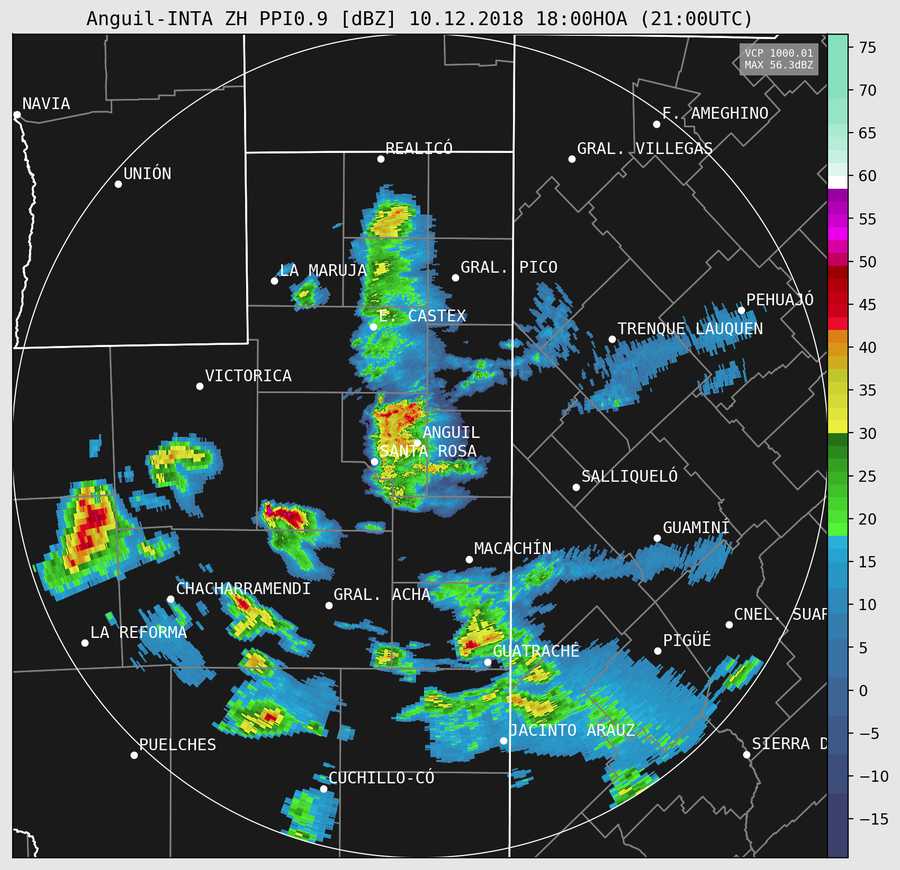 Anguil-INTA ZH PPI0.9 [dBZ] 10.12.2018 18:00HOA (21:00UTC)
VCP 1000.01
MAX 56.3dBZ
NAVIA
UNIÓN
REALICÓ
GRAL. VILLEGAS
F. AMEGHINO
LA MARUJA
GRAL. PICO
E. CASTEX
PEHUAJÓ
TRENQUE LAUQUEN
VICTORICA
ANGUIL
SANTA ROSA
SALLIQUELÓ
GUAMINÍ
MACACHÍN
CHACHARRAMENDI
GRAL. ACHA
CNEL. SUAR
LA REFORMA
GUATRACHÉ
PIGÜÉ
JACINTO ARAUZ
PUELCHES
SIERRA D
CUCHILLO-CÓ
75
70
65
60
55
50
45
40
35
30
25
20
15
10
5
0
−5
−10
−15